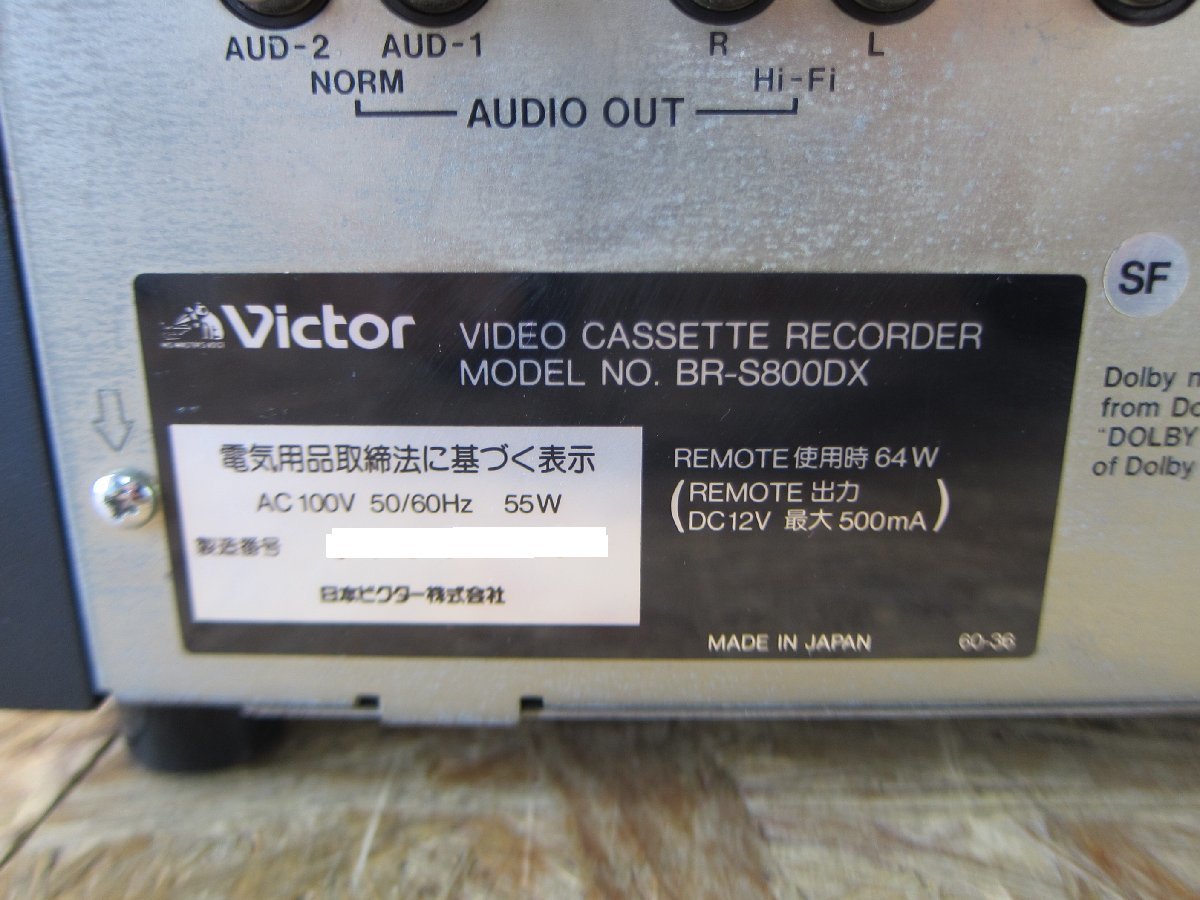 AUD-2 AUD-1 R L
NORM Hi-Fi
AUDIO OUT
SF
Victor VIDEO CASSETTE RECORDER
MODEL NO. BR-S800DX
Dolby
from
"DOLBY
of Dolby
電気用品取締法に基づく表示
AC 100V 50/60Hz 55W
製造番号
日本ビクター株式会社
REMOTE 使用時 64W
(REMOTE 出力
DC12V 最大 500mA)
MADE IN JAPAN 60-36